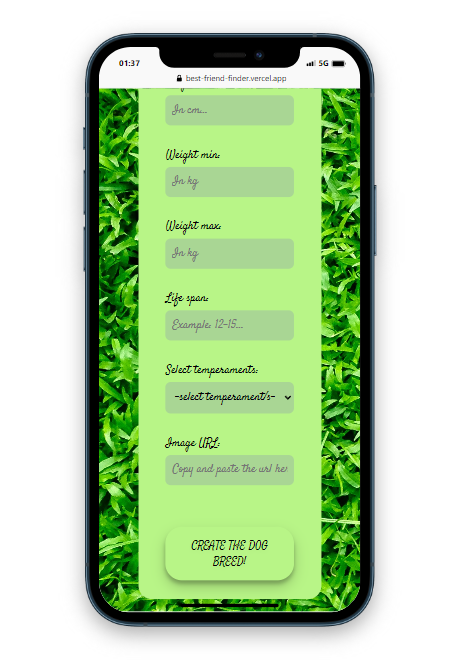 01:37
5G
best-friend-finder.vercel.app
In cm...
Weight min:
In kg
Weight max:
In kg
Life span:
Example: 12-15...
Select temperaments:
-select temperament/s-
Image URL:
Copy and paste the url her
CREATE THE DOG
BREED!